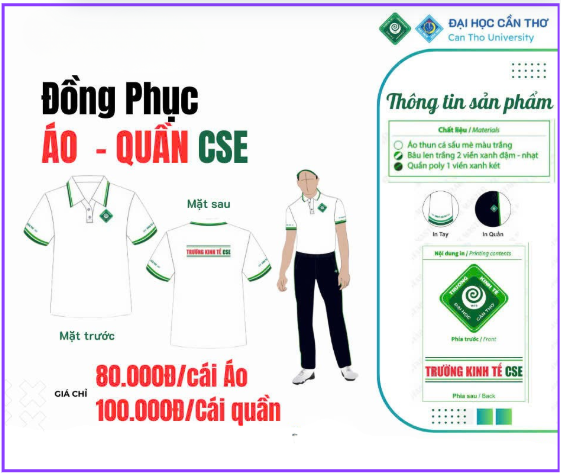 ĐẠI HỌC CẦN THƠ
Can Tho University
Đồng Phục
ÁO - QUẦN CSE
Mặt sau
TRƯỜNG KINH TẾ CSE
Mặt trước
GIÁ CHỈ
80.000Đ/cái Áo
100.000Đ/Cái quần
Thông tin sản phẩm
Chất liệu / Materials
Áo thun cá sấu mè màu trắng
Bâu len trắng 2 viền xanh đậm - nhạt
Quần poly 1 viền xanh két
In Tay
In Quần
Nội dung in / Printing contents
TRƯỜNG KINH TẾ
ĐẠI HỌC CẦN THƠ
Phía trước / Front
TRƯỜNG KINH TẾ CSE
Phía sau / Back